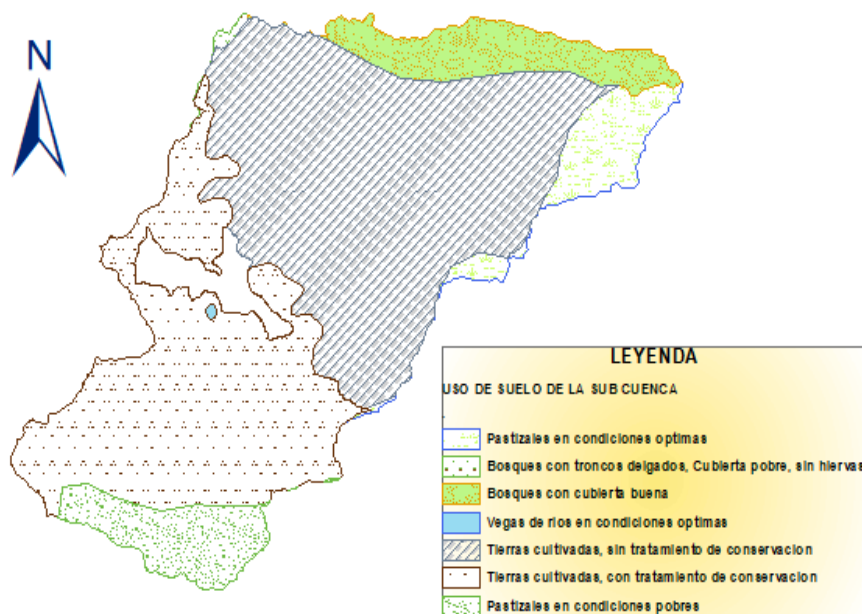 N
LEYENDA
USO DE SUELO DE LA SUB CUENCA
Pastizales en condiciones optimas
Bosques con troncos delgados, Cubierta pobre, sin hiervas
Bosques con cubierta buena
Vegas de rios en condiciones optimas
Tierras cultivadas, sin tratamiento de conservacion
Tierras cultivadas, con tratamiento de conservacion
Pastizales en condiciones pobres